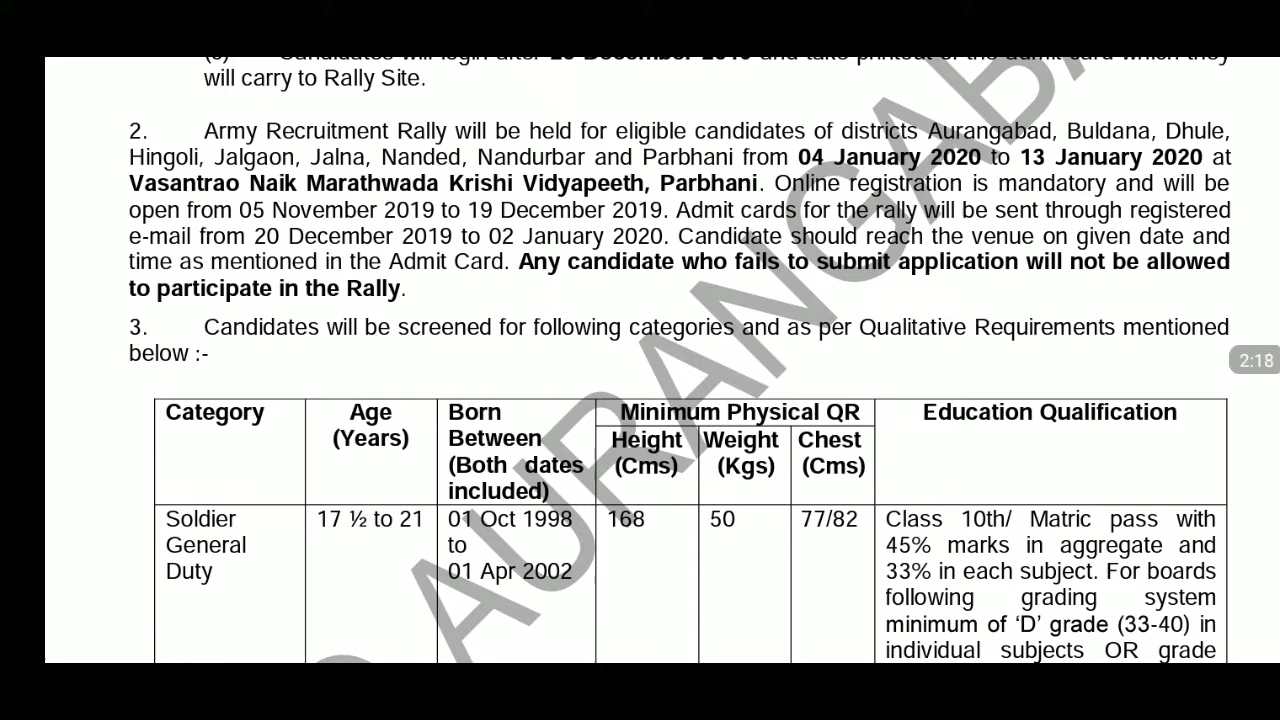 will carry to Rally Site.
2. Army Recruitment Rally will be held for eligible candidates of districts Aurangabad, Buldana, Dhule,
Hingoli, Jalgaon, Jalna, Nanded, Nandurbar and Parbhani from 04 January 2020 to 13 January 2020 at
Vasantrao Naik Marathwada Krishi Vidyapeeth, Parbhani. Online registration is mandatory and will be
open from 05 November 2019 to 19 December 2019. Admit cards for the rally will be sent through registered
e-mail from 20 December 2019 to 02 January 2020. Candidate should reach the venue on given date and
time as mentioned in the Admit Card. Any candidate who fails to submit application will not be allowed
to participate in the Rally.
3. Candidates will be screened for following categories and as per Qualitative Requirements mentioned
below :-
2:18
Category Age Born Minimum Physical QR Education Qualification
(Years) Between Height Weight Chest
(Both dates (Cms) (Kgs) (Cms)
included)
Soldier 17 ½ to 21 01 Oct 1998 168 50 77/82 Class 10th/ Matric pass with
General to 45% marks in aggregate and
Duty 01 Apr 2002 33% in each subject. For boards
following grading system
minimum of ‘D’ grade (33-40) in
individual subjects OR grade
AURANGABA